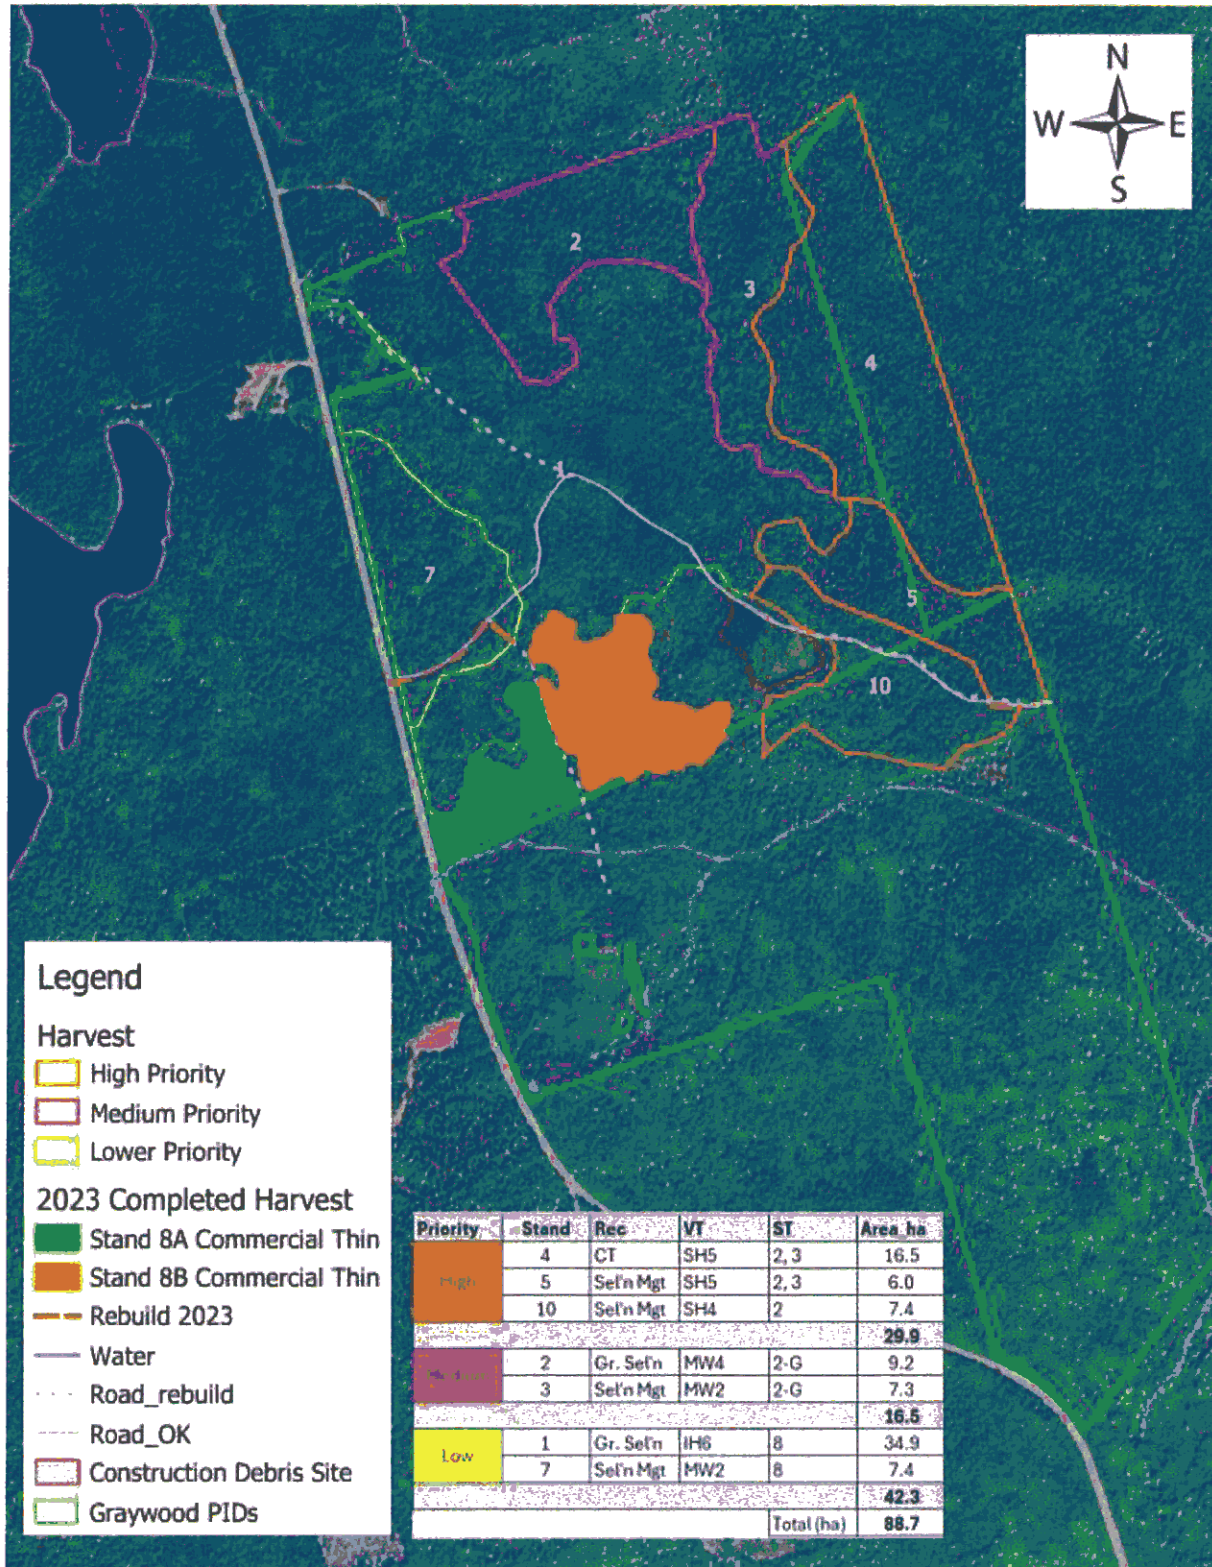 N
W E
S
2
3
4
1
7
5
10
Legend
Harvest
High Priority
Medium Priority
Lower Priority
2023 Completed Harvest
Stand 8A Commercial Thin
Stand 8B Commercial Thin
Rebuild 2023
Water
Road_rebuild
Road_OK
Construction Debris Site
Graywood PIDs
Priority Stand Rec VT ST Area_ha
High 4 CT SH5 2, 3 16.5
5 Sel'n Mgt SH5 2, 3 6.0
10 Sel'n Mgt SH4 2 7.4
29.9
2 Gr. Sel'n MW4 2-G 9.2
3 Sel'n Mgt MW2 2-G 7.3
16.5
Low 1 Gr. Sel'n IH6 8 34.9
7 Sel'n Mgt MW2 8 7.4
42.3
Total (ha) 88.7